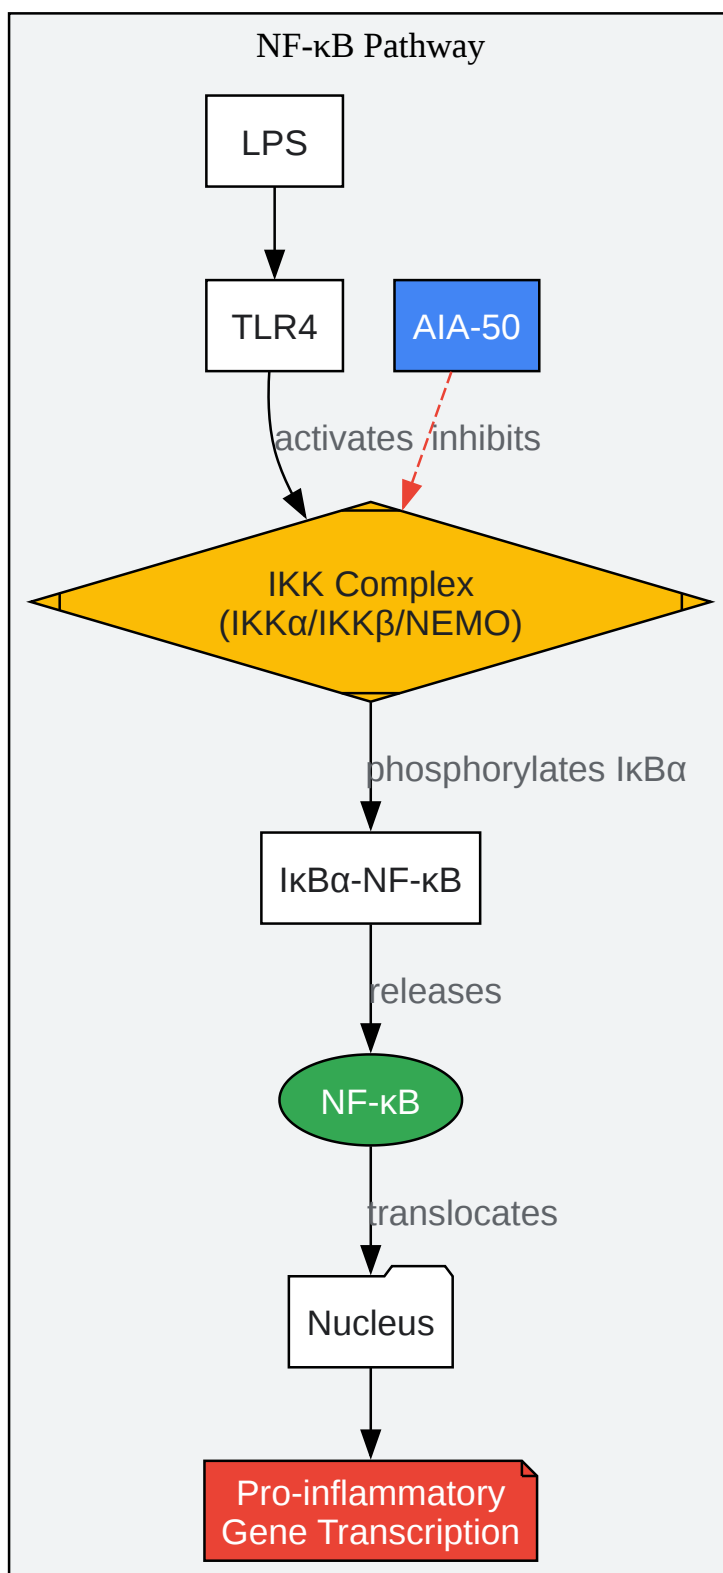 NF-κB Pathway
LPS
TLR4
AIA-50
activates
inhibits
IKK Complex
(IKKα/IKKβ/NEMO)
phosphorylates IκBα
IκBα-NF-κB
releases
NF-κB
translocates
Nucleus
Pro-inflammatory
Gene Transcription